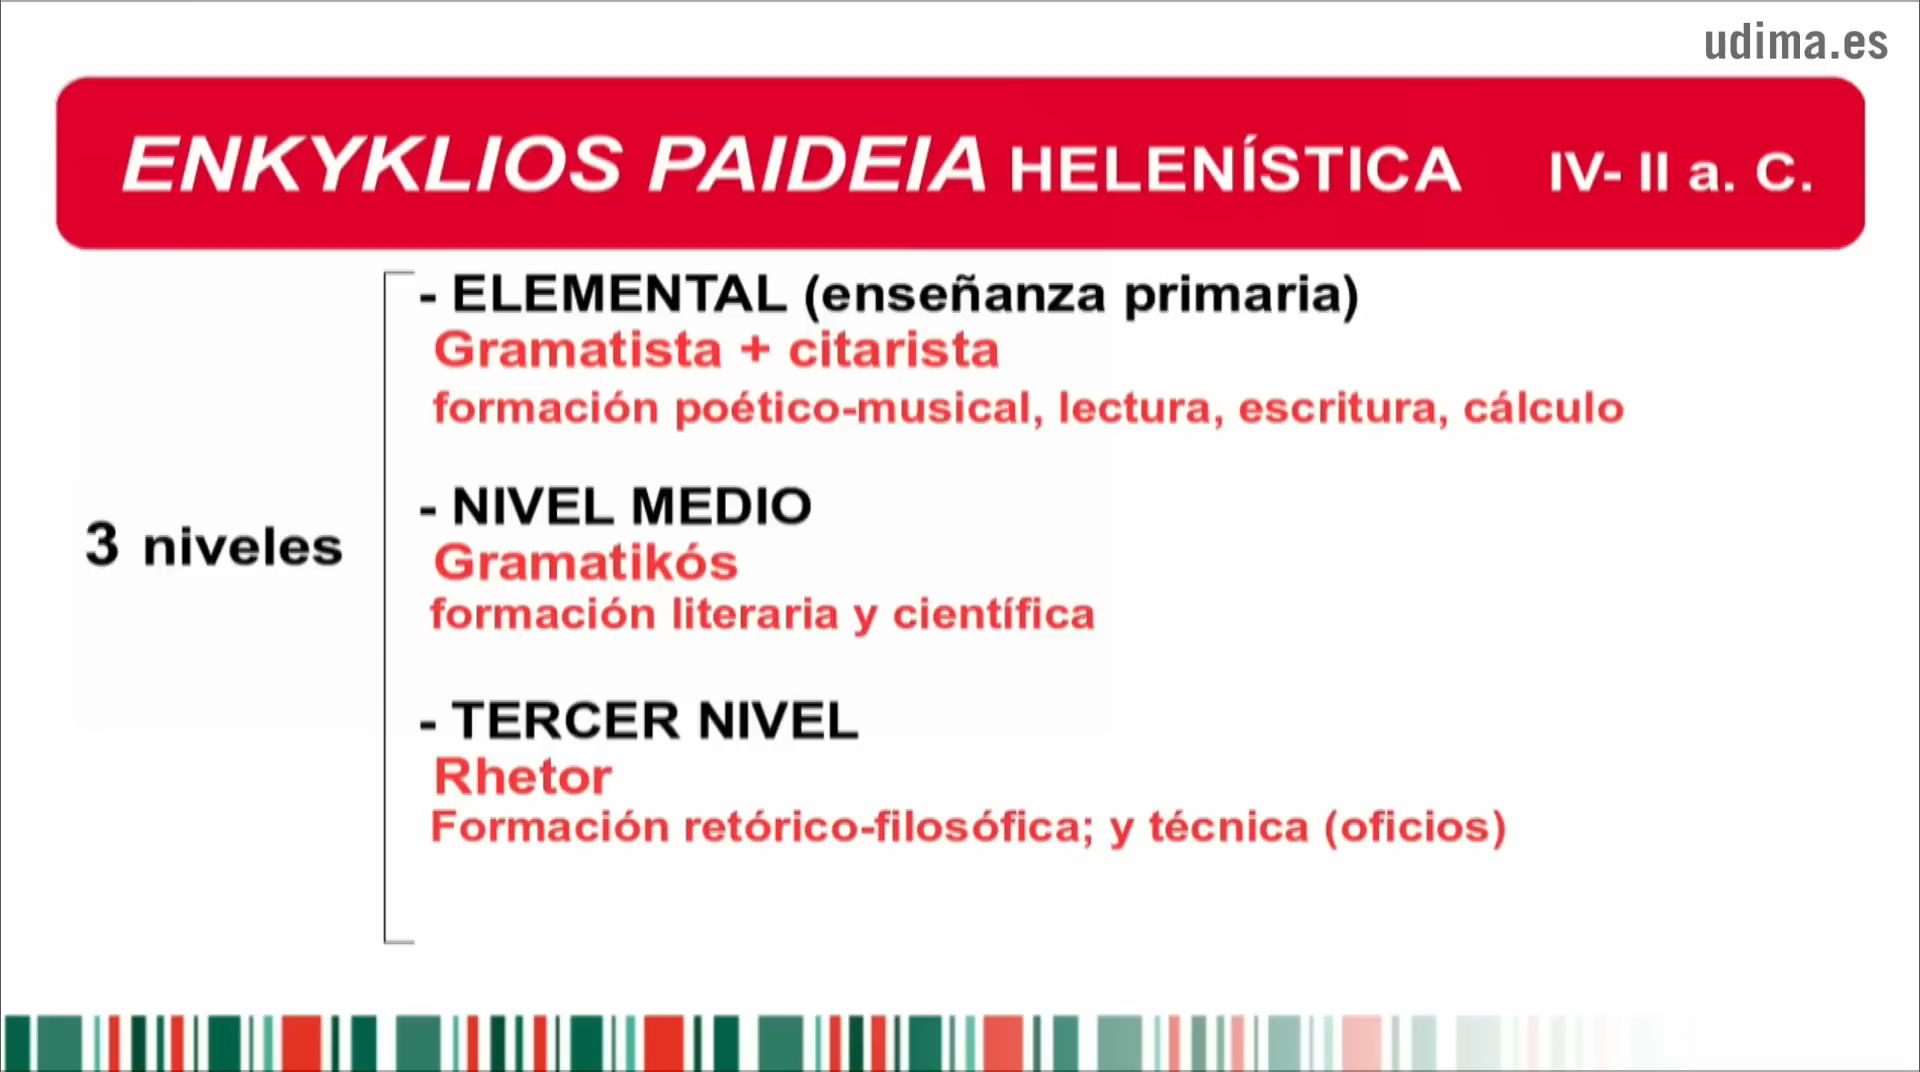 udima.es
ENKYKLIOS PAIDEIA HELENÍSTICA IV- II a. C.
3 niveles
- ELEMENTAL (enseñanza primaria)
Gramatista + citarista
formación poético-musical, lectura, escritura, cálculo
- NIVEL MEDIO
Gramatikós
formación literaria y científica
- TERCER NIVEL
Rhetor
Formación retórico-filosófica; y técnica (oficios)